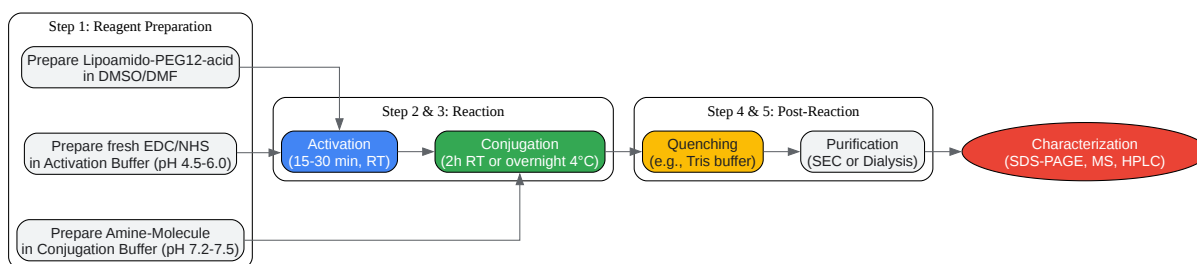 Step 1: Reagent Preparation
Prepare Lipoamido-PEG12-acid
in DMSO/DMF
Prepare fresh EDC/NHS
in Activation Buffer (pH 4.5-6.0)
Prepare Amine-Molecule
in Conjugation Buffer (pH 7.2-7.5)
Step 2 & 3: Reaction
Activation
(15-30 min, RT)
Conjugation
(2h RT or overnight 4°C)
Step 4 & 5: Post-Reaction
Quenching
(e.g., Tris buffer)
Purification
(SEC or Dialysis)
Characterization
(SDS-PAGE, MS, HPLC)